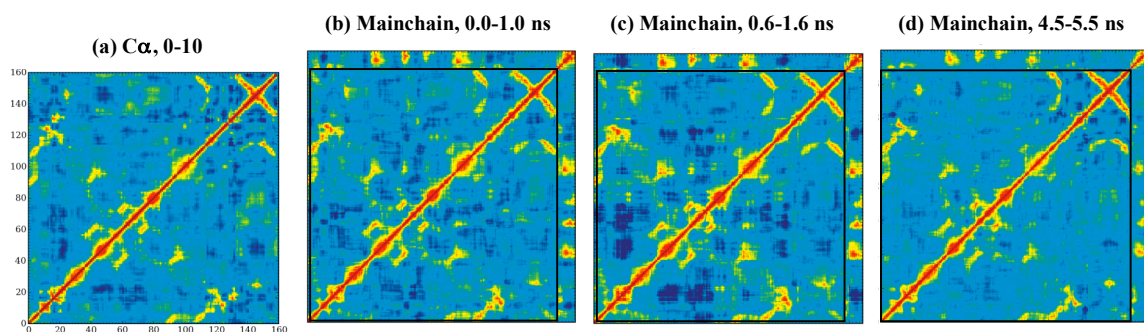 (a) Cα, 0-10
(b) Mainchain, 0.0-1.0 ns
(c) Mainchain, 0.6-1.6 ns
(d) Mainchain, 4.5-5.5 ns
160
140
120
100
80
60
40
20
0
0 20 40 60 80 100 120 140 160